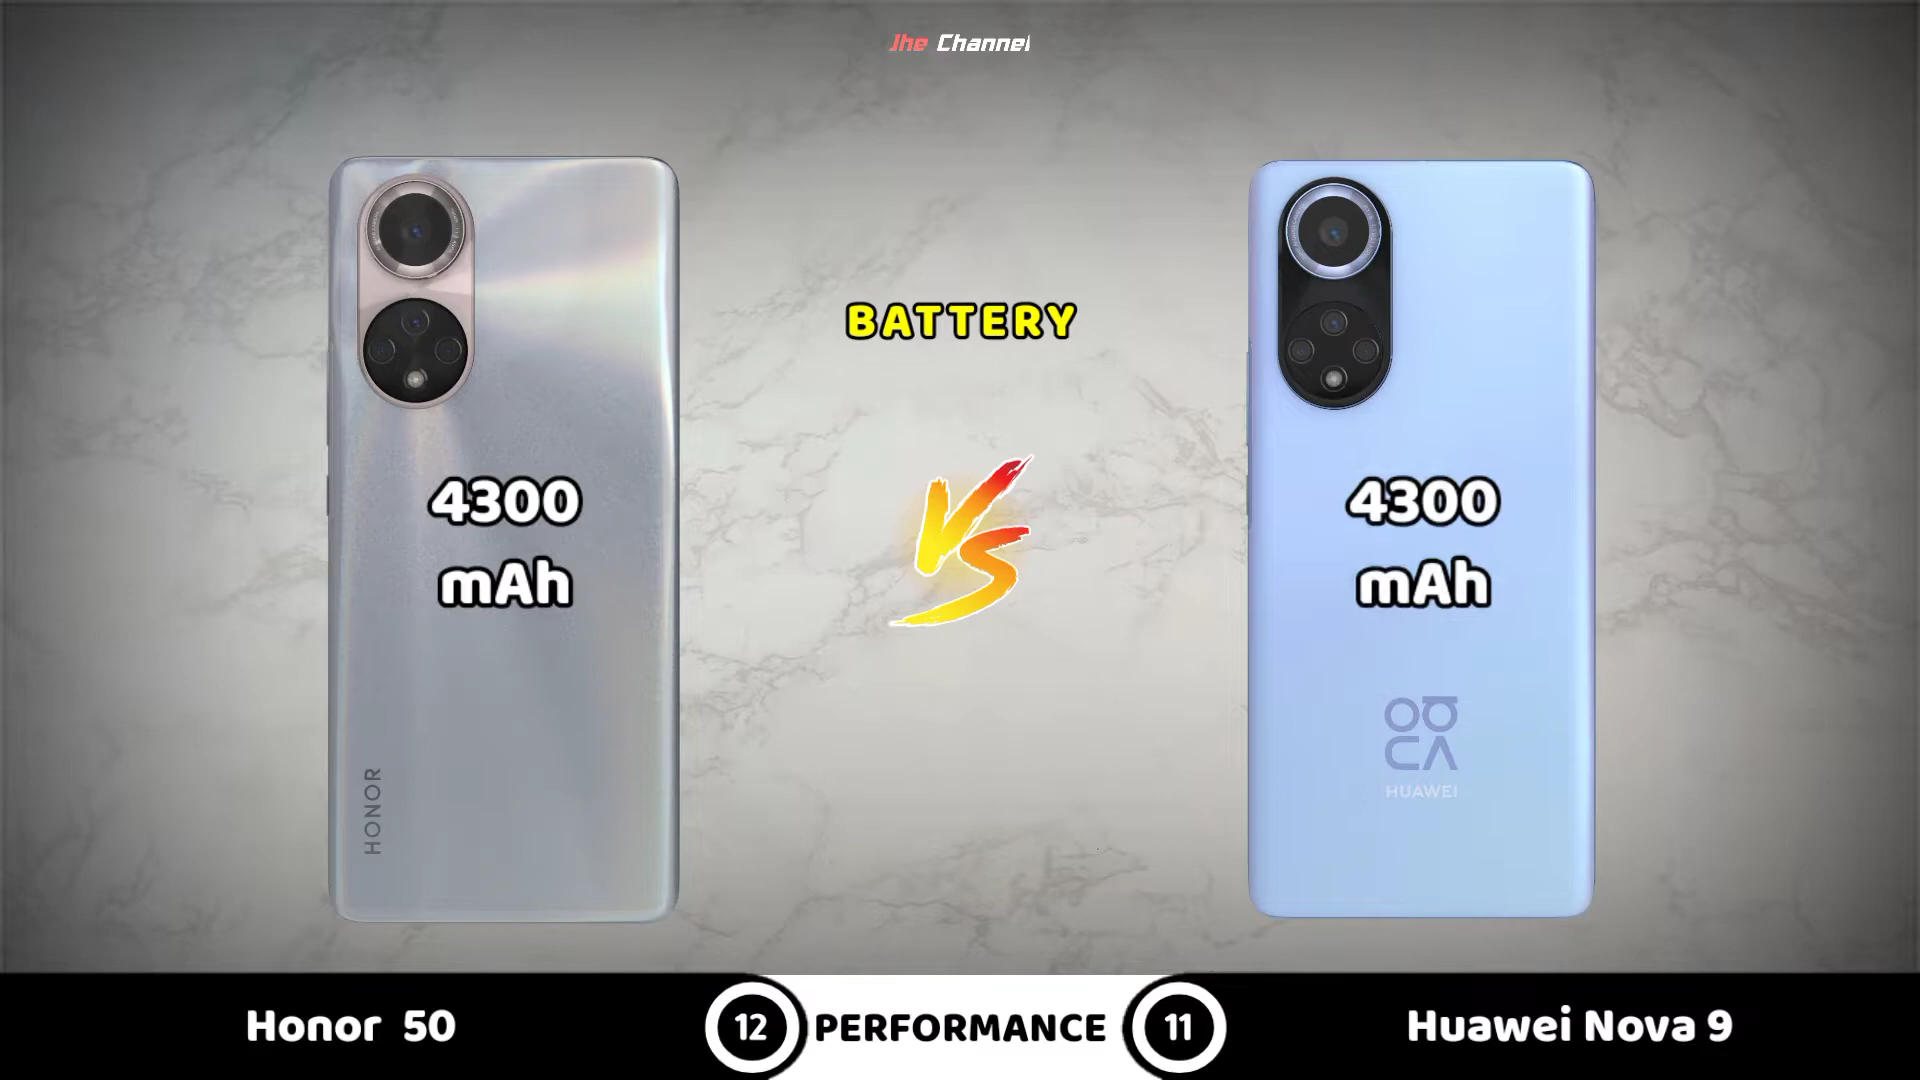 Jhe Channel
BATTERY
4300
mAh
VS
4300
mAh
HONOR
HUAWEI
Honor 50
12
PERFORMANCE
11
Huawei Nova 9